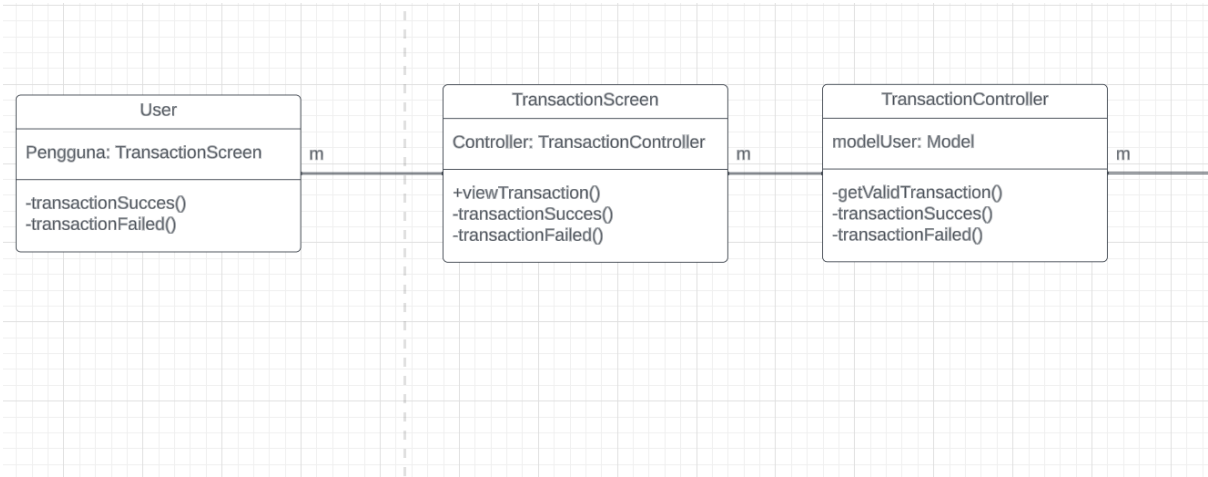 User
Pengguna: TransactionScreen
-transactionSucces()
-transactionFailed()
m
TransactionScreen
Controller: TransactionController
+viewTransaction()
-transactionSucces()
-transactionFailed()
m
TransactionController
modelUser: Model
-getValidTransaction()
-transactionSucces()
-transactionFailed()
m